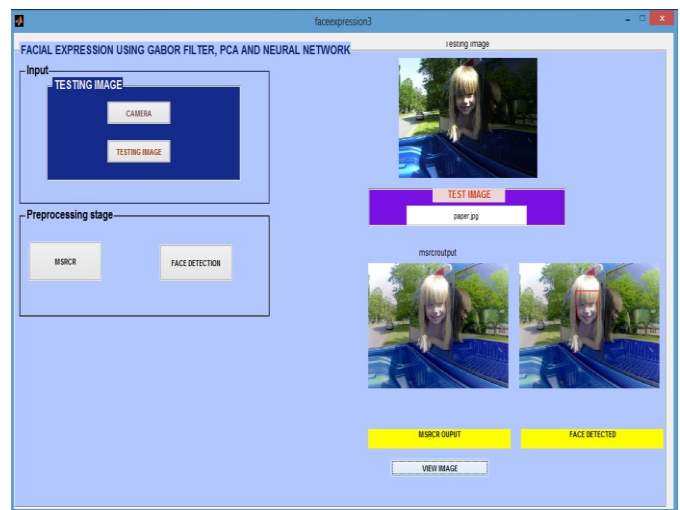 faceexpression3
FACIAL EXPRESSION USING GABOR FILTER, PCA AND NEURAL NETWORK
Input
TESTING IMAGE
CAMERA
TESTING IMAGE
Preprocessing stage
MSRCR
FACE DETECTION
Testing image
TEST IMAGE
paper.jpg
msrcroutput
MSRCR OUPUT
FACE DETECTED
VIEW IMAGE